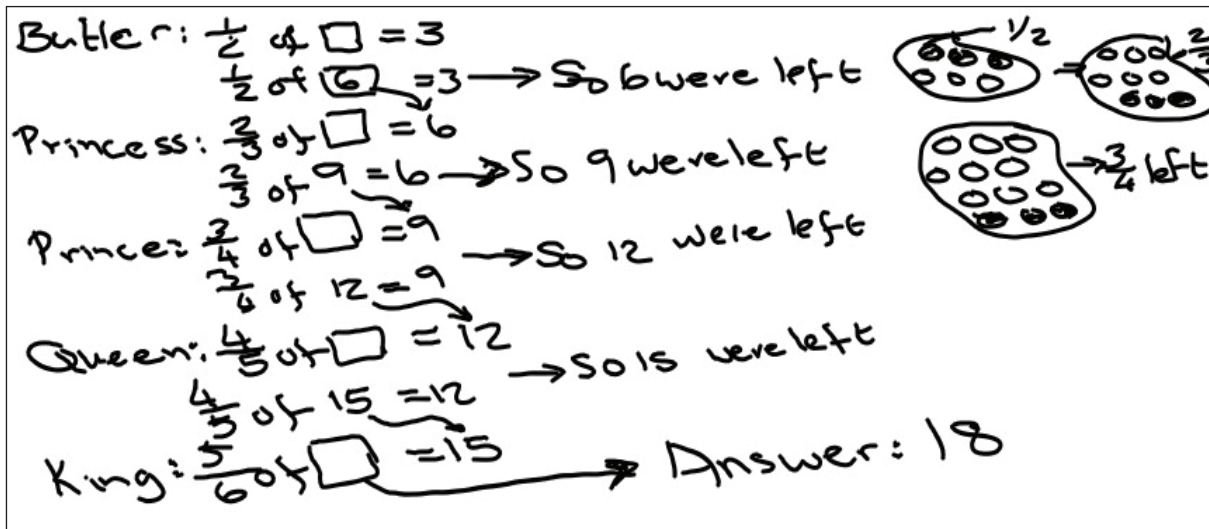 Butler: 1/2 of □ = 3
1/2 of 6 = 3 → So 6 were left
Princess: 2/3 of □ = 6
2/3 of 9 = 6 → So 9 were left
Prince: 3/4 of □ = 9
→ So 12 were left
3/4 of 12 = 9
Queen: 4/5 of □ = 12
→ So 15 were left
4/5 of 15 = 12
King: 5/6 of □ = 15 → Answer: 18
1/2
=
2/3
→ 3/4 left